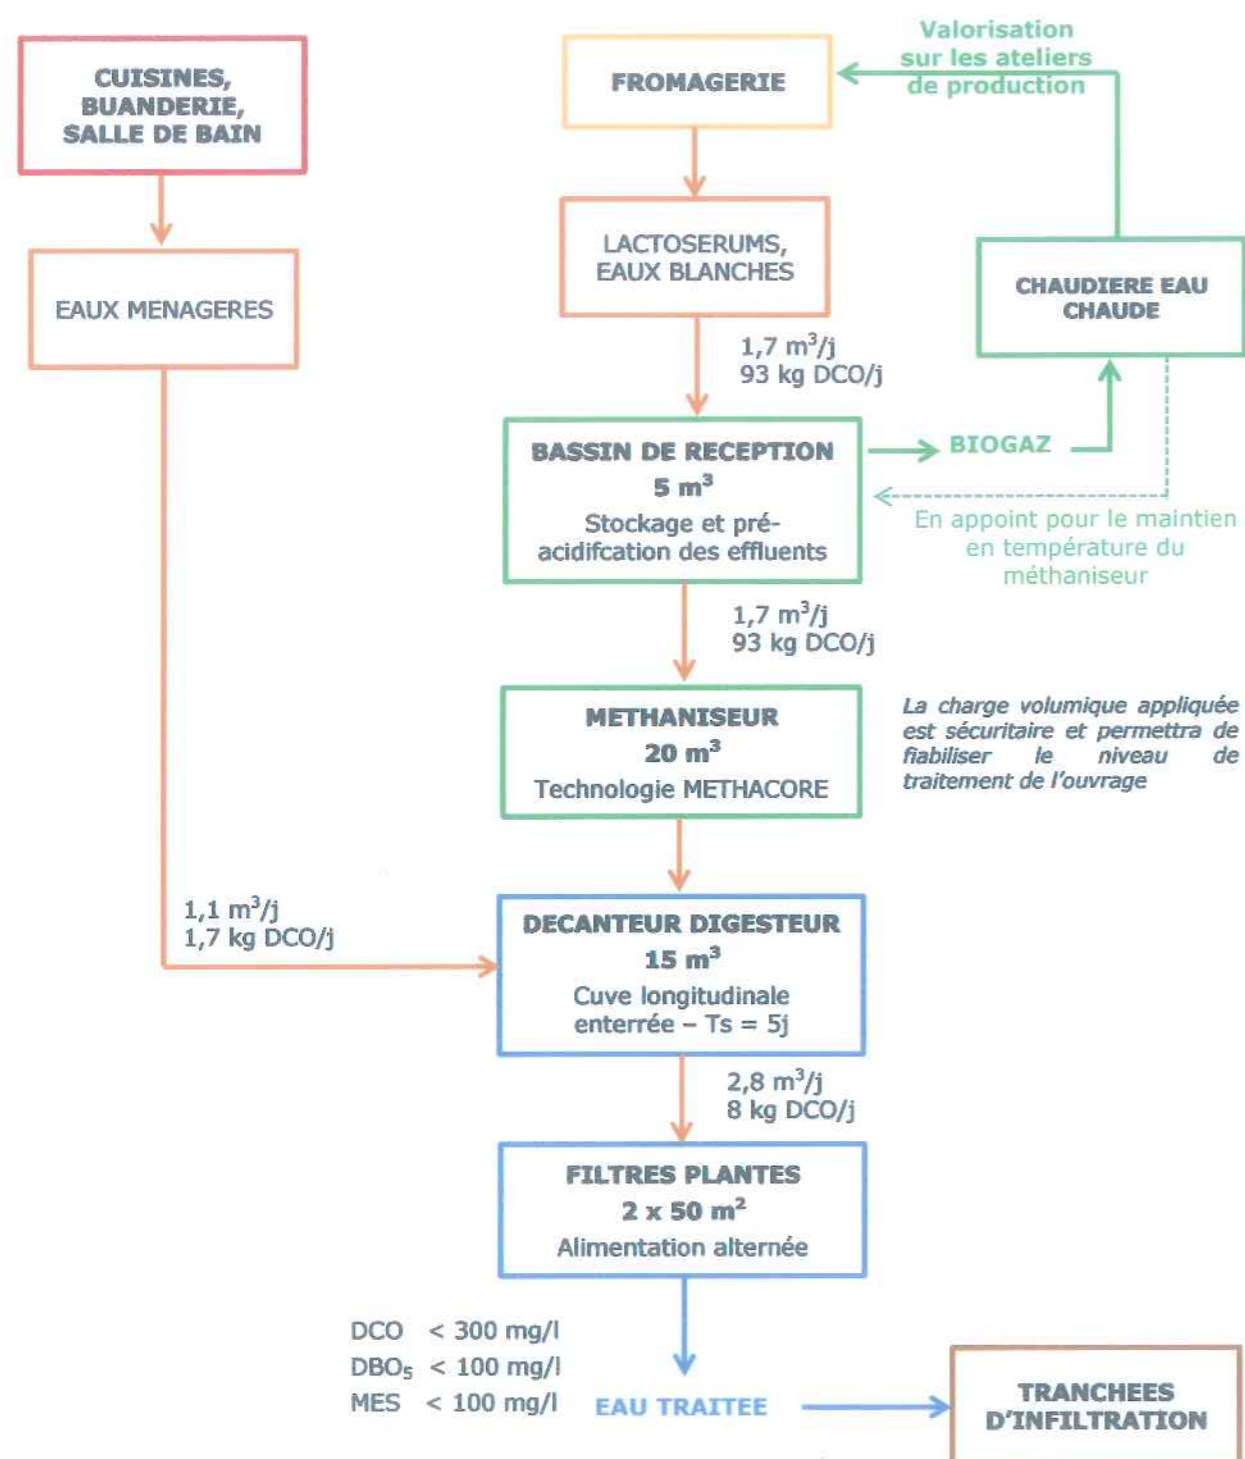 CUISINES,
BUANDERIE,
SALLE DE BAIN
EAUX MENAGERES
FROMAGERIE
Valorisation
sur les ateliers
de production
LACTOSERUMS,
EAUX BLANCHES
CHAUDIERE EAU
CHAUDE
1,7 m³/j
93 kg DCO/j
BASSIN DE RECEPTION
5 m³
Stockage et pré-
acidifcation des effluents
BIOGAZ
En appoint pour le maintien
en température du
méthaniseur
1,7 m³/j
93 kg DCO/j
METHANISEUR
20 m³
Technologie METHACORE
La charge volumique appliquée
est sécuritaire et permettra de
fiabiliser le niveau de
traitement de l'ouvrage
1,1 m³/j
1,7 kg DCO/j
DECANTEUR DIGESTEUR
15 m³
Cuve longitudinale
enterrée – Ts = 5j
2,8 m³/j
8 kg DCO/j
FILTRES PLANTES
2 x 50 m²
Alimentation alternée
DCO < 300 mg/l
DBO₅ < 100 mg/l
MES < 100 mg/l
EAU TRAITEE
TRANCHEES
D'INFILTRATION